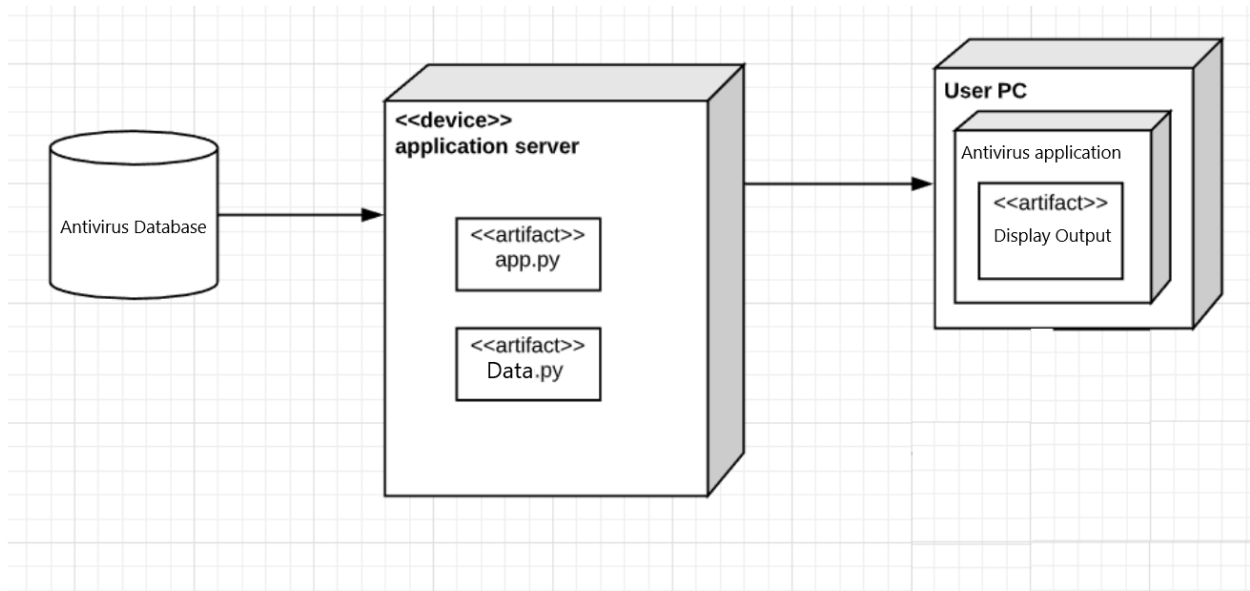 Antivirus Database
<<device>>
application server
<<artifact>>
app.py
<<artifact>>
Data.py
User PC
Antivirus application
<<artifact>>
Display Output